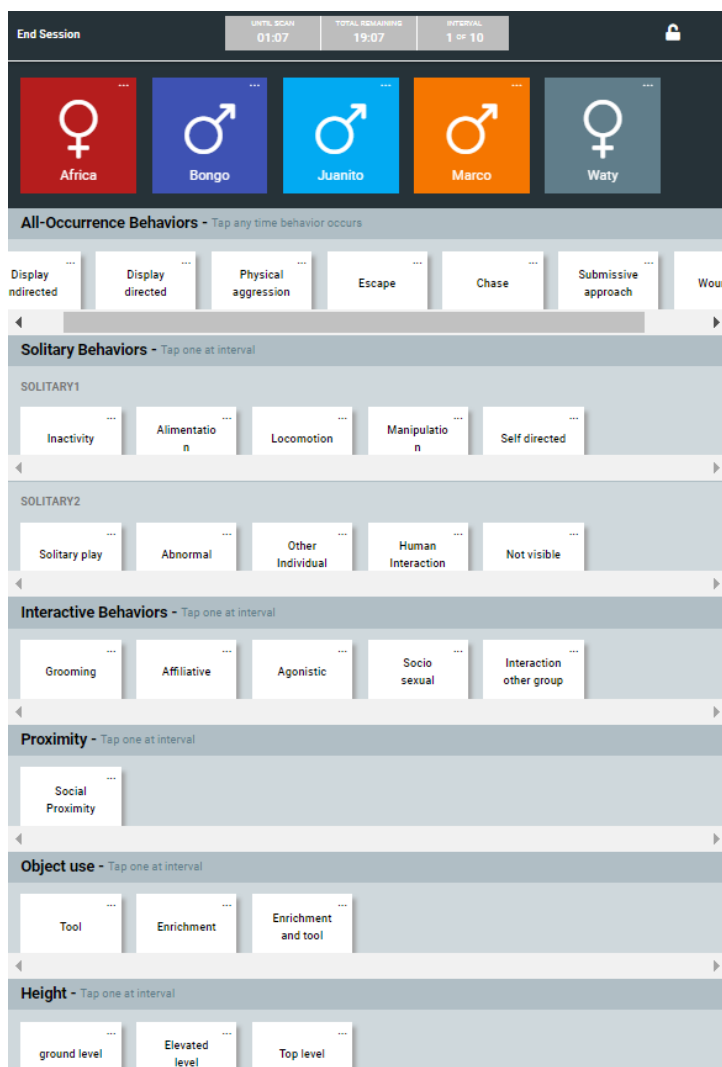 End Session
UNTIL SCAN
01:07
TOTAL REMAINING
19:07
INTERVAL
1 OF 10
Africa
Bongo
Juanito
Marco
Waty
All-Occurrence Behaviors - Tap any time behavior occurs
Display
ndirected
Display
directed
Physical
aggression
Escape
Chase
Submissive
approach
Wou
Solitary Behaviors - Tap one at interval
SOLITARY1
Inactivity
Alimentatio
n
Locomotion
Manipulatio
n
Self directed
SOLITARY2
Solitary play
Abnormal
Other
Individual
Human
Interaction
Not visible
Interactive Behaviors - Tap one at interval
Grooming
Affiliative
Agonistic
Socio
sexual
Interaction
other group
Proximity - Tap one at interval
Social
Proximity
Object use - Tap one at interval
Tool
Enrichment
Enrichment
and tool
Height - Tap one at interval
ground level
Elevated
level
Top level